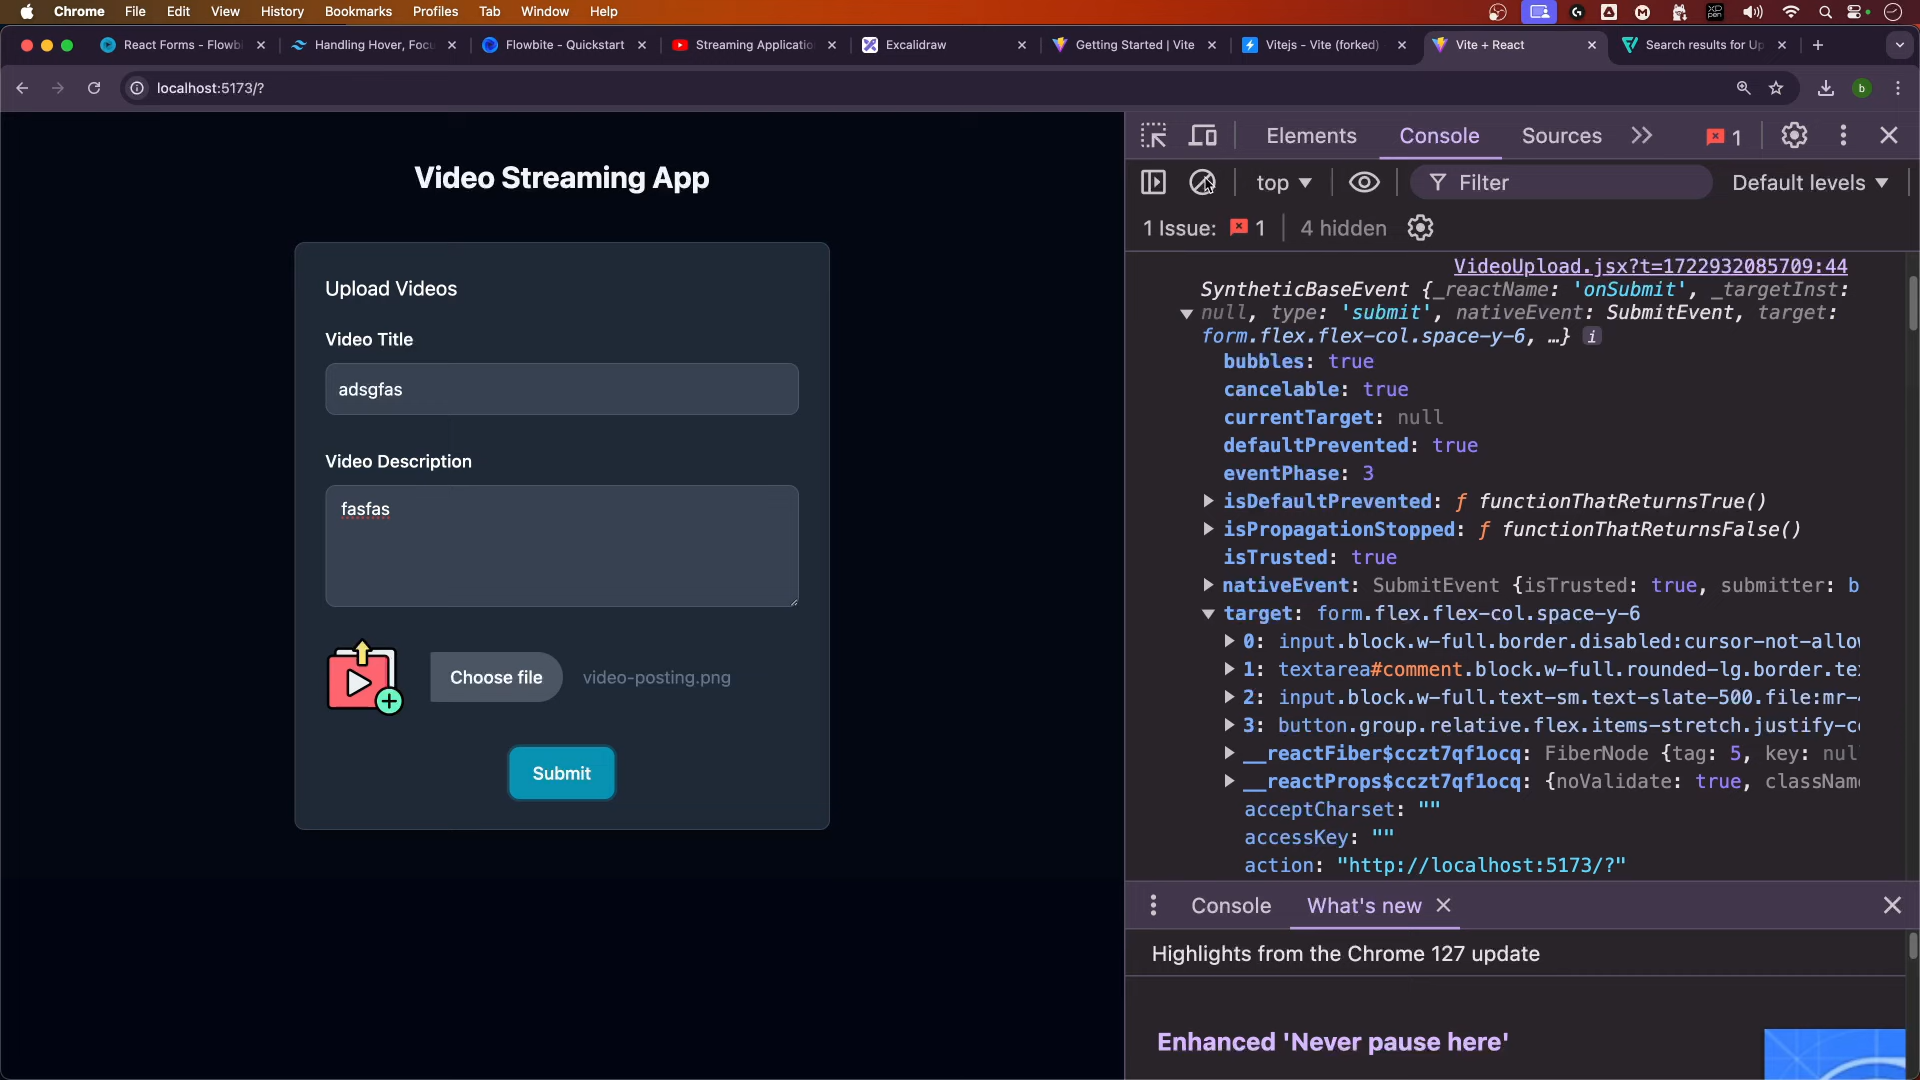 Chrome File Edit View History Bookmarks Profiles Tab Window Help
React Forms - Flowbi
Handling Hover, Focu
Flowbite - Quickstart
Streaming Applicatio
Excalidraw
Getting Started | Vite
Vitejs - Vite (forked)
Vite + React
Search results for Up
localhost:5173/?
b
Video Streaming App
Upload Videos
Video Title
adsgfas
Video Description
fasfas
Choose file video-posting.png
Submit
Elements Console Sources 1
top Filter Default levels
1 Issue: 1 4 hidden
VideoUpload.jsx?t=1722932085709:44
SyntheticBaseEvent {_reactName: 'onSubmit', _targetInst:
null, type: 'submit', nativeEvent: SubmitEvent, target:
form.flex.flex-col.space-y-6, …} i
bubbles: true
cancelable: true
currentTarget: null
defaultPrevented: true
eventPhase: 3
isDefaultPrevented: ƒ functionThatReturnsTrue()
isPropagationStopped: ƒ functionThatReturnsFalse()
isTrusted: true
nativeEvent: SubmitEvent {isTrusted: true, submitter: b
target: form.flex.flex-col.space-y-6
0: input.block.w-full.border.disabled:cursor-not-allow
1: textarea#comment.block.w-full.rounded-lg.border.te
2: input.block.w-full.text-sm.text-slate-500.file:mr-
3: button.group.relative.flex.items-stretch.justify-c
__reactFiber$cczt7qf1ocq: FiberNode {tag: 5, key: nul
__reactProps$cczt7qf1ocq: {noValidate: true, classNam
acceptCharset: ""
accessKey: ""
action: "http://localhost:5173/?"
Console What's new
Highlights from the Chrome 127 update
Enhanced 'Never pause here'